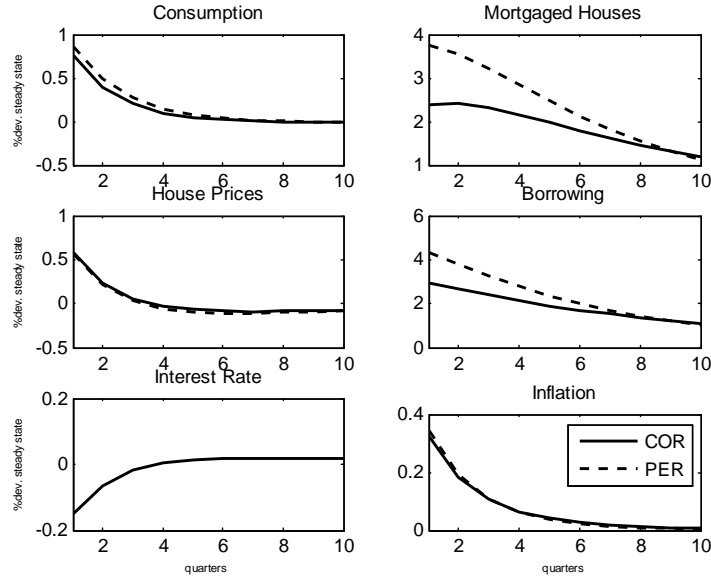 Consumption
%dev. steady state
1
0.5
0
-0.5
2 4 6 8 10
Mortgaged Houses
4
3
2
1
2 4 6 8 10
House Prices
%dev. steady state
1
0.5
0
-0.5
2 4 6 8 10
Borrowing
6
4
2
0
2 4 6 8 10
Interest Rate
%dev. steady state
0.2
0
-0.2
2 4 6 8 10
quarters
Inflation
0.4
0.2
0
2 4 6 8 10
quarters
COR
PER